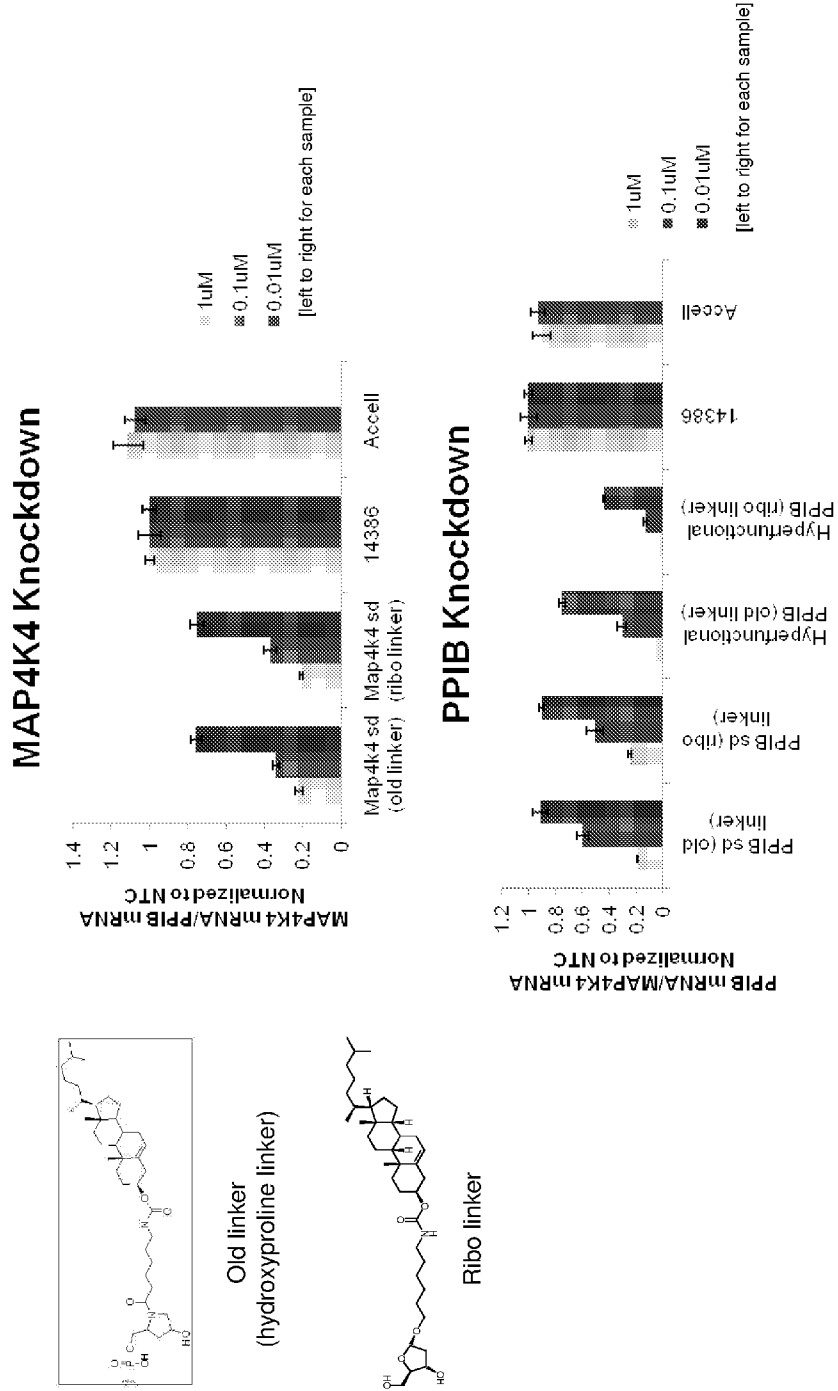 MAP4K4 Knockdown
MAP4K4 mRNA/PPIB mRNA
Normalized to NTC
1.4
1.2
1
0.8
0.6
0.4
0.2
0
Map4k4 sd
(old linker)
Map4k4 sd
(ribo linker)
14386
Accell
1uM
0.1uM
0.01uM
[left to right for each sample]
PPIB Knockdown
PPIB mRNA/MAP4K4 mRNA
Normalized to NTC
1.2
1
0.8
0.6
0.4
0.2
0
PPIB sd (old
linker)
PPIB sd (ribo
linker)
Hyperfunctional
PPIB (old linker)
Hyperfunctional
PPIB (ribo linker)
14386
Accell
1uM
0.1uM
0.01uM
[left to right for each sample]
Old linker
(hydroxyproline linker)
Ribo linker